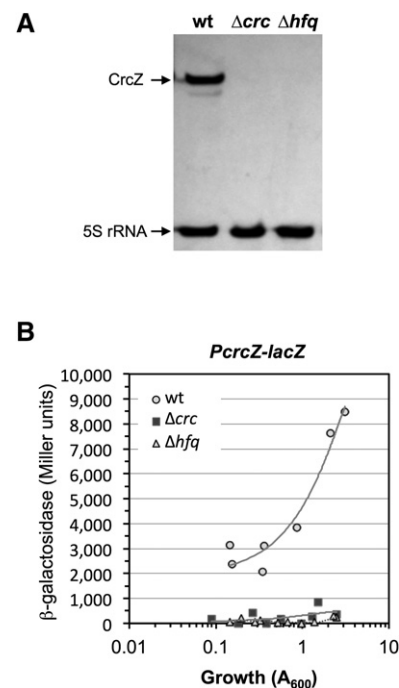 A
wt Δcrc Δhfq
CrcZ
5S rRNA
B
PcrcZ-lacZ
β-galactosidase (Miller units)
10,000
9,000
8,000
7,000
6,000
5,000
4,000
3,000
2,000
1,000
0
wt
Δcrc
Δhfq
0.01 0.1 1 10
Growth (A600)